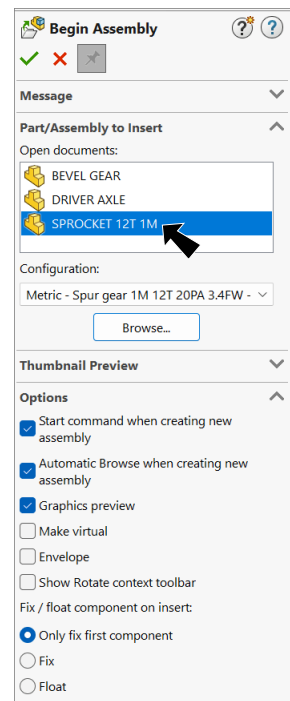 Begin Assembly
Message
Part/Assembly to Insert
Open documents:
BEVEL GEAR
DRIVER AXLE
SPROCKET 12T 1M
Configuration:
Metric - Spur gear 1M 12T 20PA 3.4FW -
Browse...
Thumbnail Preview
Options
Start command when creating new
assembly
Automatic Browse when creating new
assembly
Graphics preview
Make virtual
Envelope
Show Rotate context toolbar
Fix / float component on insert:
Only fix first component
Fix
Float